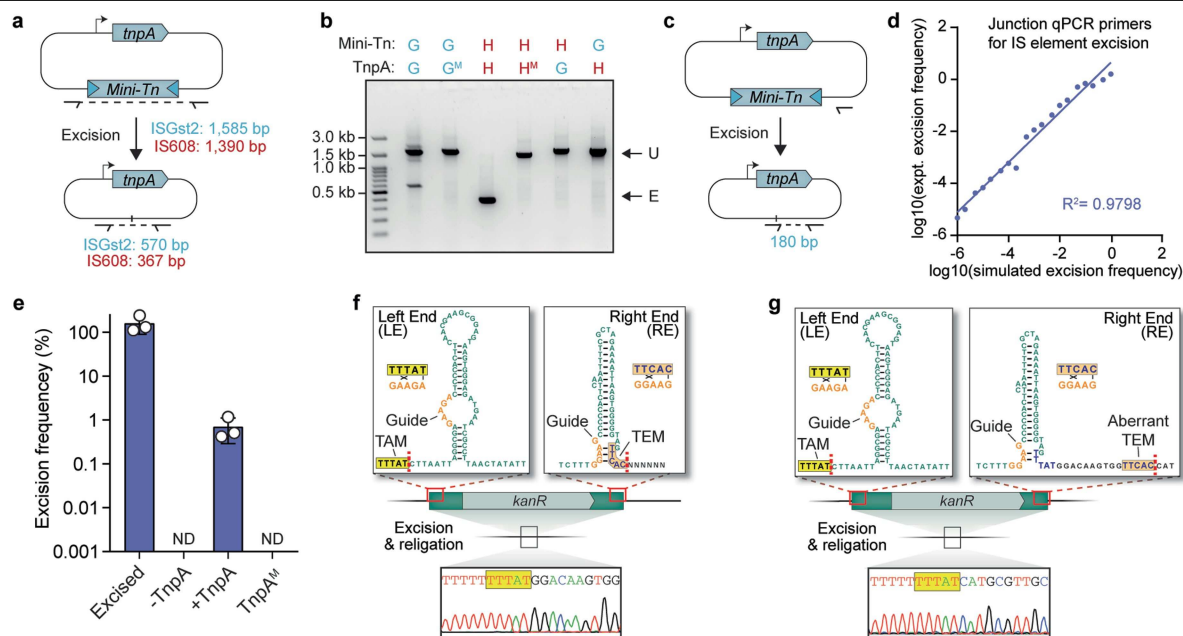 a
tnpA
Mini-Tn
Excision
ISGst2: 1,585 bp
IS608: 1,390 bp
tnpA
ISGst2: 570 bp
IS608: 367 bp
b
Mini-Tn: G G H H H G
TnpA: G Gᴹ H Hᴹ G H
3.0 kb
1.5 kb
1.0 kb
0.5 kb
U
E
c
tnpA
Mini-Tn
Excision
tnpA
180 bp
d
Junction qPCR primers
for IS element excision
log10(expt. excision frequency)
2
0
-2
-4
-6
R²= 0.9798
-6 -4 -2 0 2
log10(simulated excision frequency)
e
Excision frequencey (%)
100
10
1
0.1
0.01
0.001
ND
ND
Excised
-TnpA
+TnpA
TnpAᴹ
f
Left End
(LE)
TTTAT
GAAGA
Guide
TAM
TTTAT CTTAATT
TAACTATATT
Right End
(RE)
TTCAC
GGAAG
Guide
TEM
TCTTTG
ACNNNNNN
kanR
Excision
& religation
TTTTTTTTATGGACAAGTGG
g
Left End
(LE)
TTTAT
GAAGA
Guide
TAM
TTTAT CTTAATT
TAACTATATT
Right End
(RE)
TTCAC
GGAAG
Guide
Aberrant
TEM
TCTTTGG
TATGGACAAGTGGTTCACCAT
kanR
Excision
& religation
TTTTTTTTATCATGCGTTGC